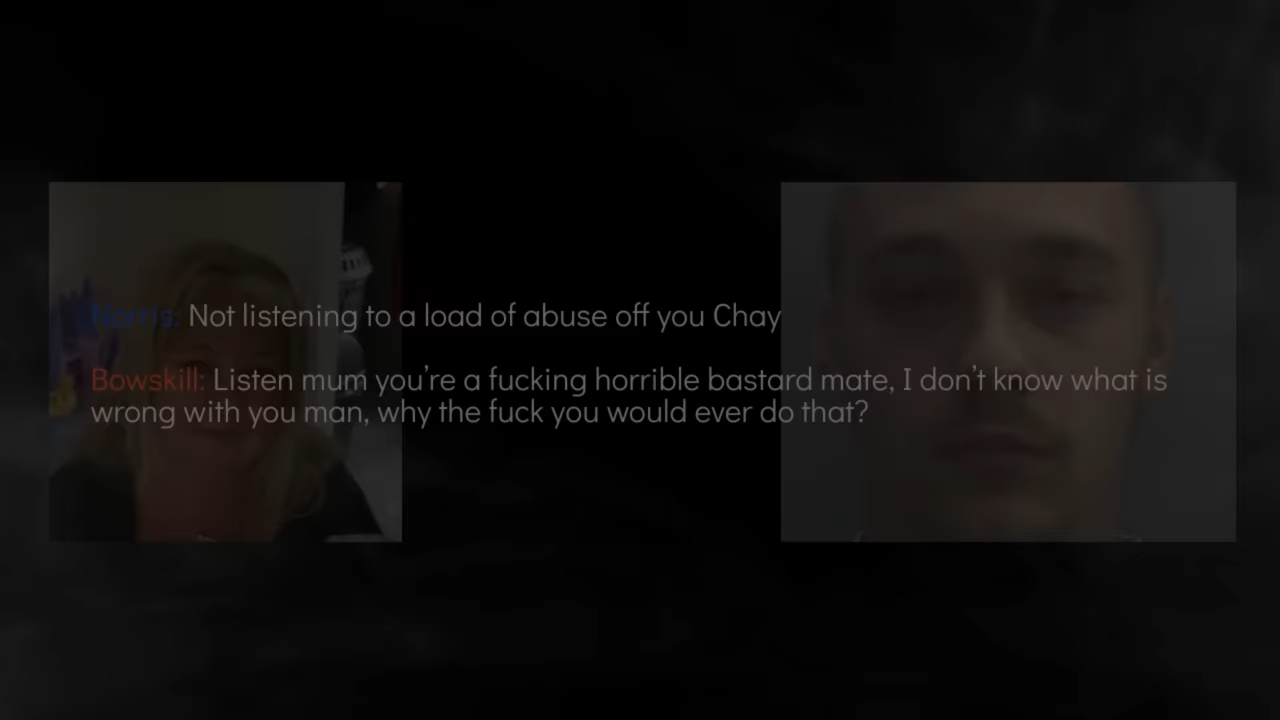 Norris: Not listening to a load of abuse off you Chay
Bowskill: Listen mum you're a fucking horrible bastard mate, I don't know what is
wrong with you man, why the fuck you would ever do that?